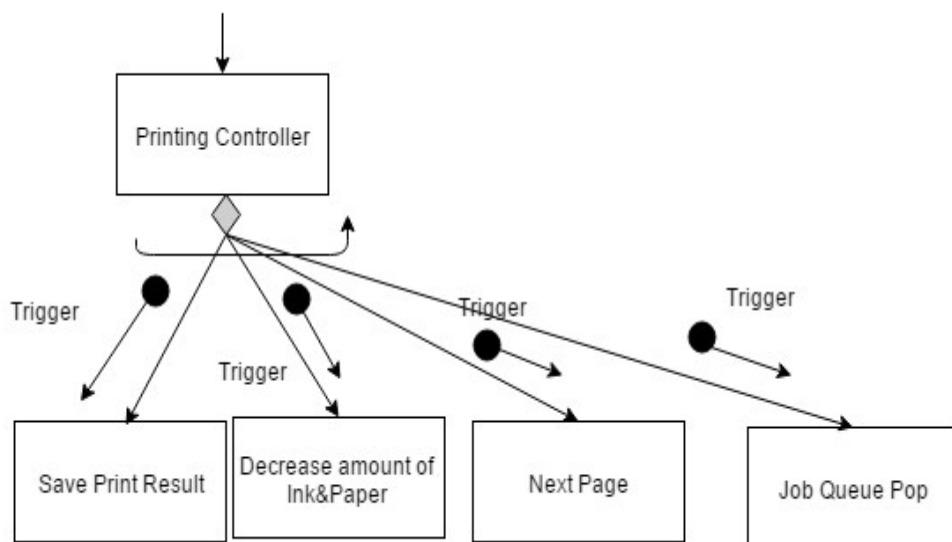 Printing Controller
Trigger
Trigger
Trigger
Trigger
Save Print Result
Decrease amount of
Ink&Paper
Next Page
Job Queue Pop